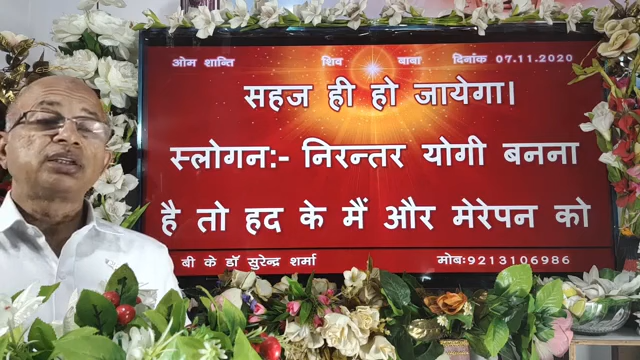 ओम शान्ति शिव बाबा दिनांक 07.11.2020
सहज ही हो जायेगा।
स्लोगन:- निरन्तर योगी बनना
है तो हद के मैं और मेरेपन को
बी के डॉ सुरेन्द्र शर्मा मोबः9213106986